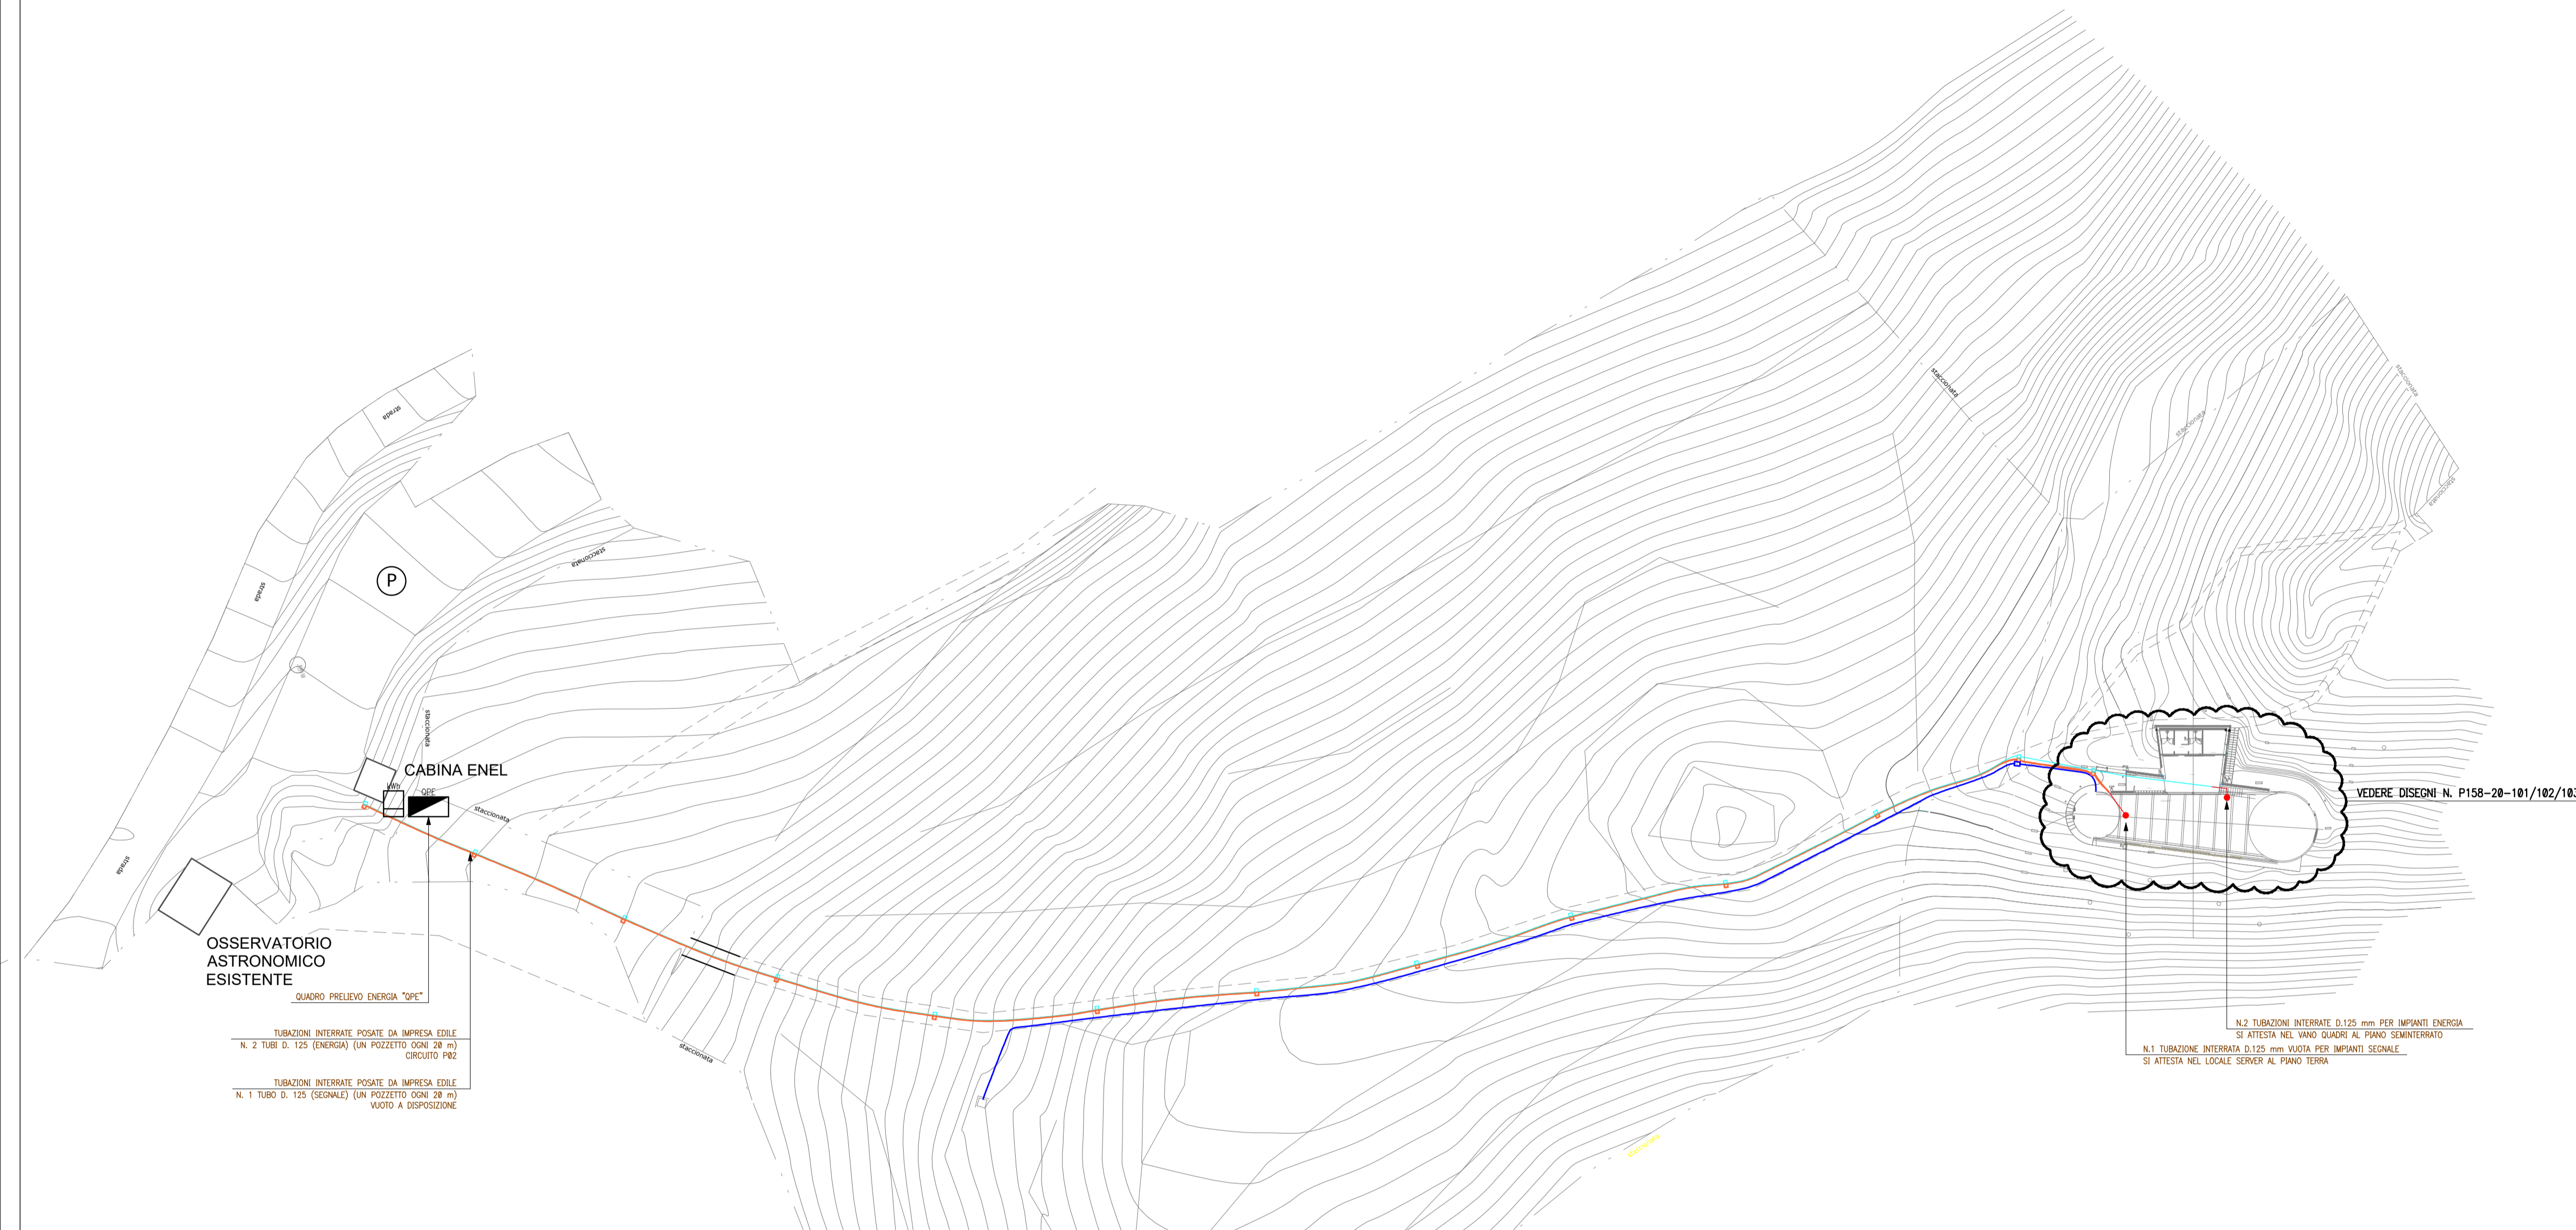 strada
staccionata
staccionata
staccionata
staccionata
staccionata
P
strada
staccionata
CABINA ENEL
kWh
QPE
staccionata
VEDERE DISEGNI N. P158-20-101/102/103
strada
OSSERVATORIO
ASTRONOMICO
ESISTENTE
QUADRO PRELIEVO ENERGIA "QPE"
TUBAZIONI INTERRATE POSATE DA IMPRESA EDILE
N. 2 TUBI D. 125 (ENERGIA) (UN POZZETTO OGNI 20 m)
CIRCUITO P02
TUBAZIONI INTERRATE POSATE DA IMPRESA EDILE
N. 1 TUBO D. 125 (SEGNALE) (UN POZZETTO OGNI 20 m)
VUOTO A DISPOSIZIONE
staccionata
N.2 TUBAZIONI INTERRATE D.125 mm PER IMPIANTI ENERGIA
SI ATTESTA NEL VANO QUADRI AL PIANO SEMINTERRATO
N.1 TUBAZIONE INTERRATA D.125 mm VUOTA PER IMPIANTI SEGNALE
SI ATTESTA NEL LOCALE SERVER AL PIANO TERRA
staccionata